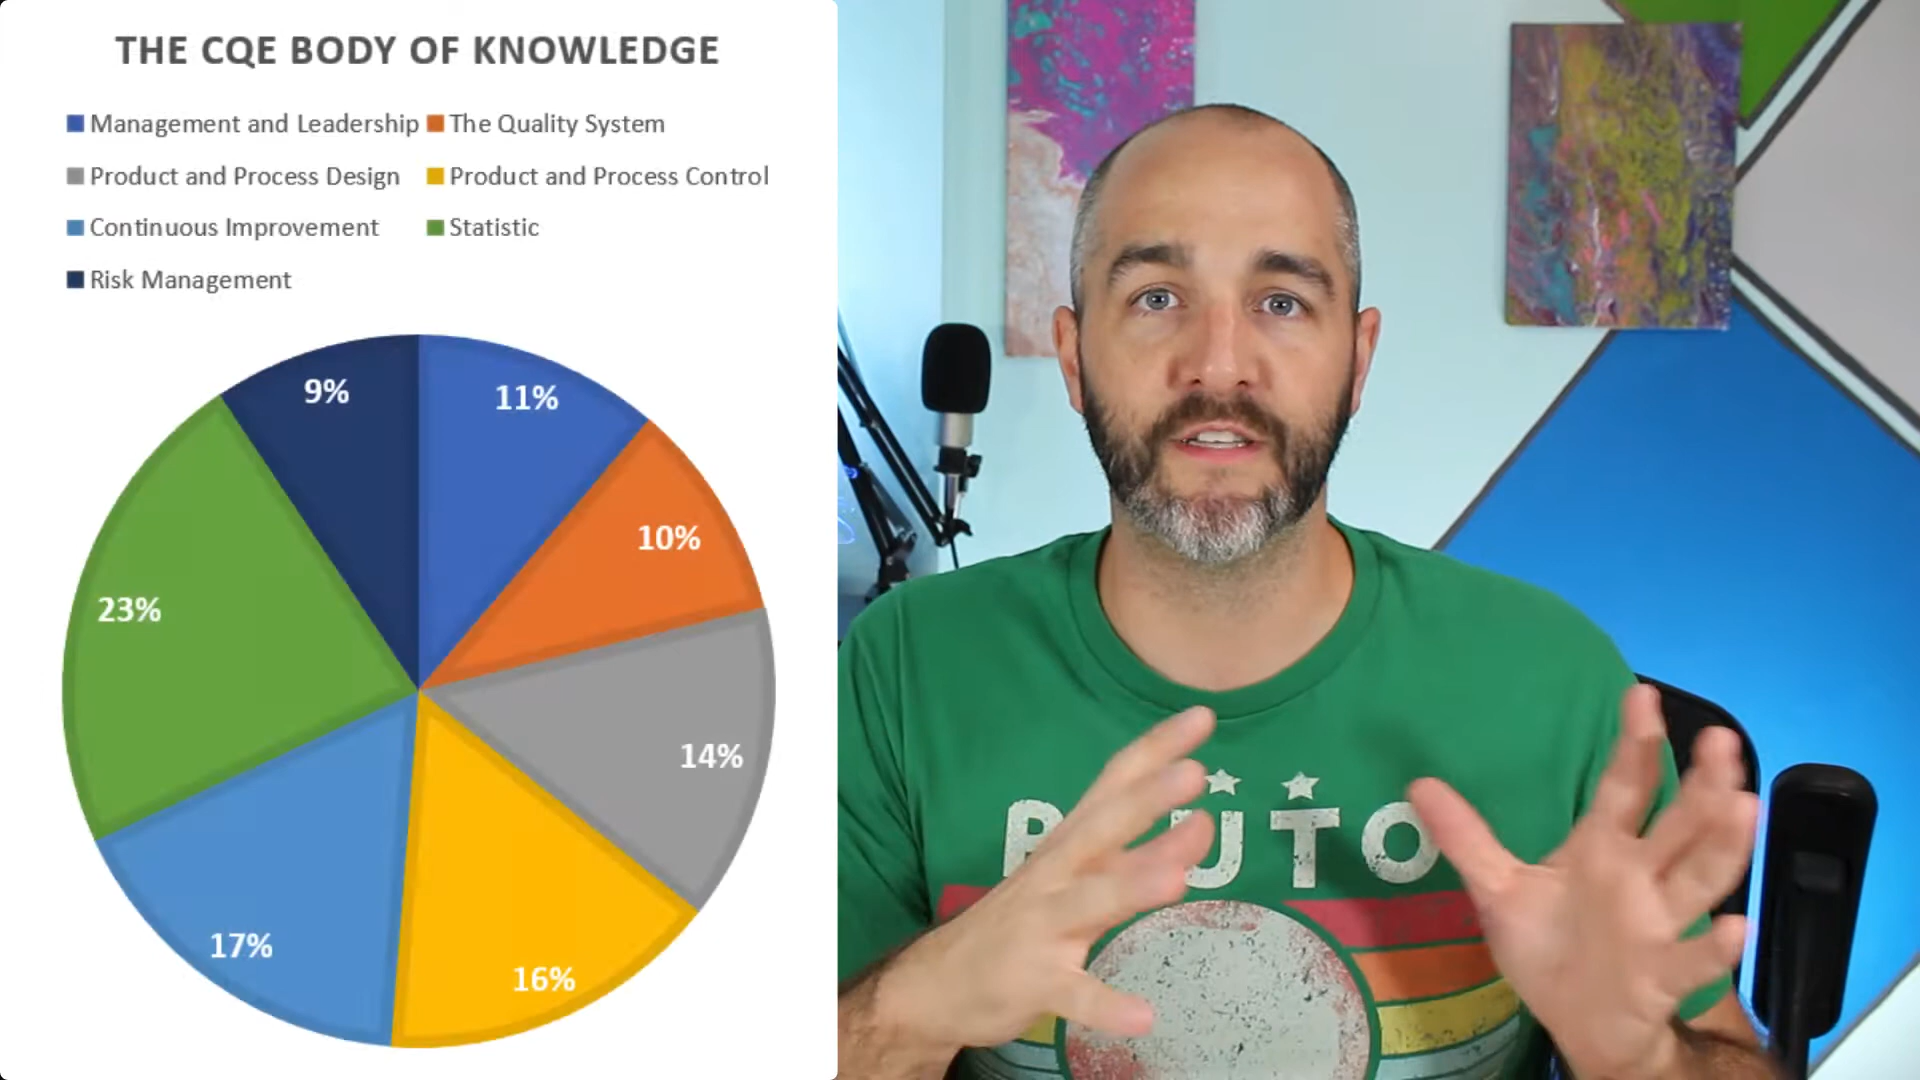 THE CQE BODY OF KNOWLEDGE
Management and Leadership The Quality System
Product and Process Design Product and Process Control
Continuous Improvement Statistic
Risk Management
9% 11%
10%
23%
14%
17%
16%